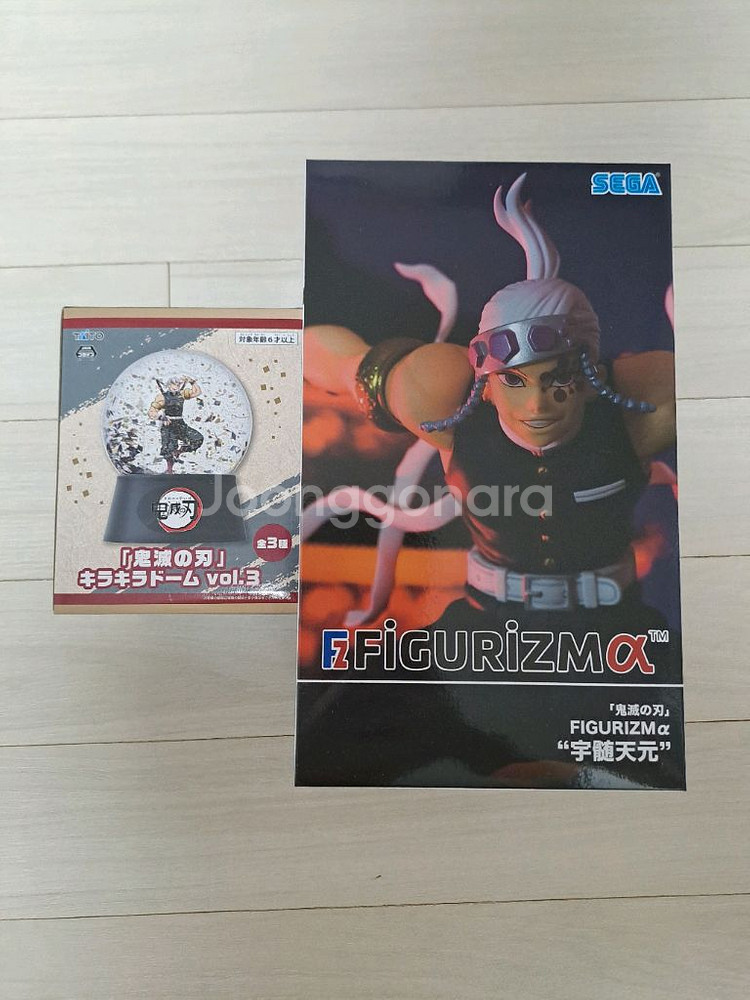 SEGA
TAITO
対象年齢6才以上
鬼滅の刃
Joonggonara
全3種
「鬼滅の刃」
キラキラドーム vol.3
FiGURiZMα™
「鬼滅の刃」
FIGURIZMα
“宇髄天元”